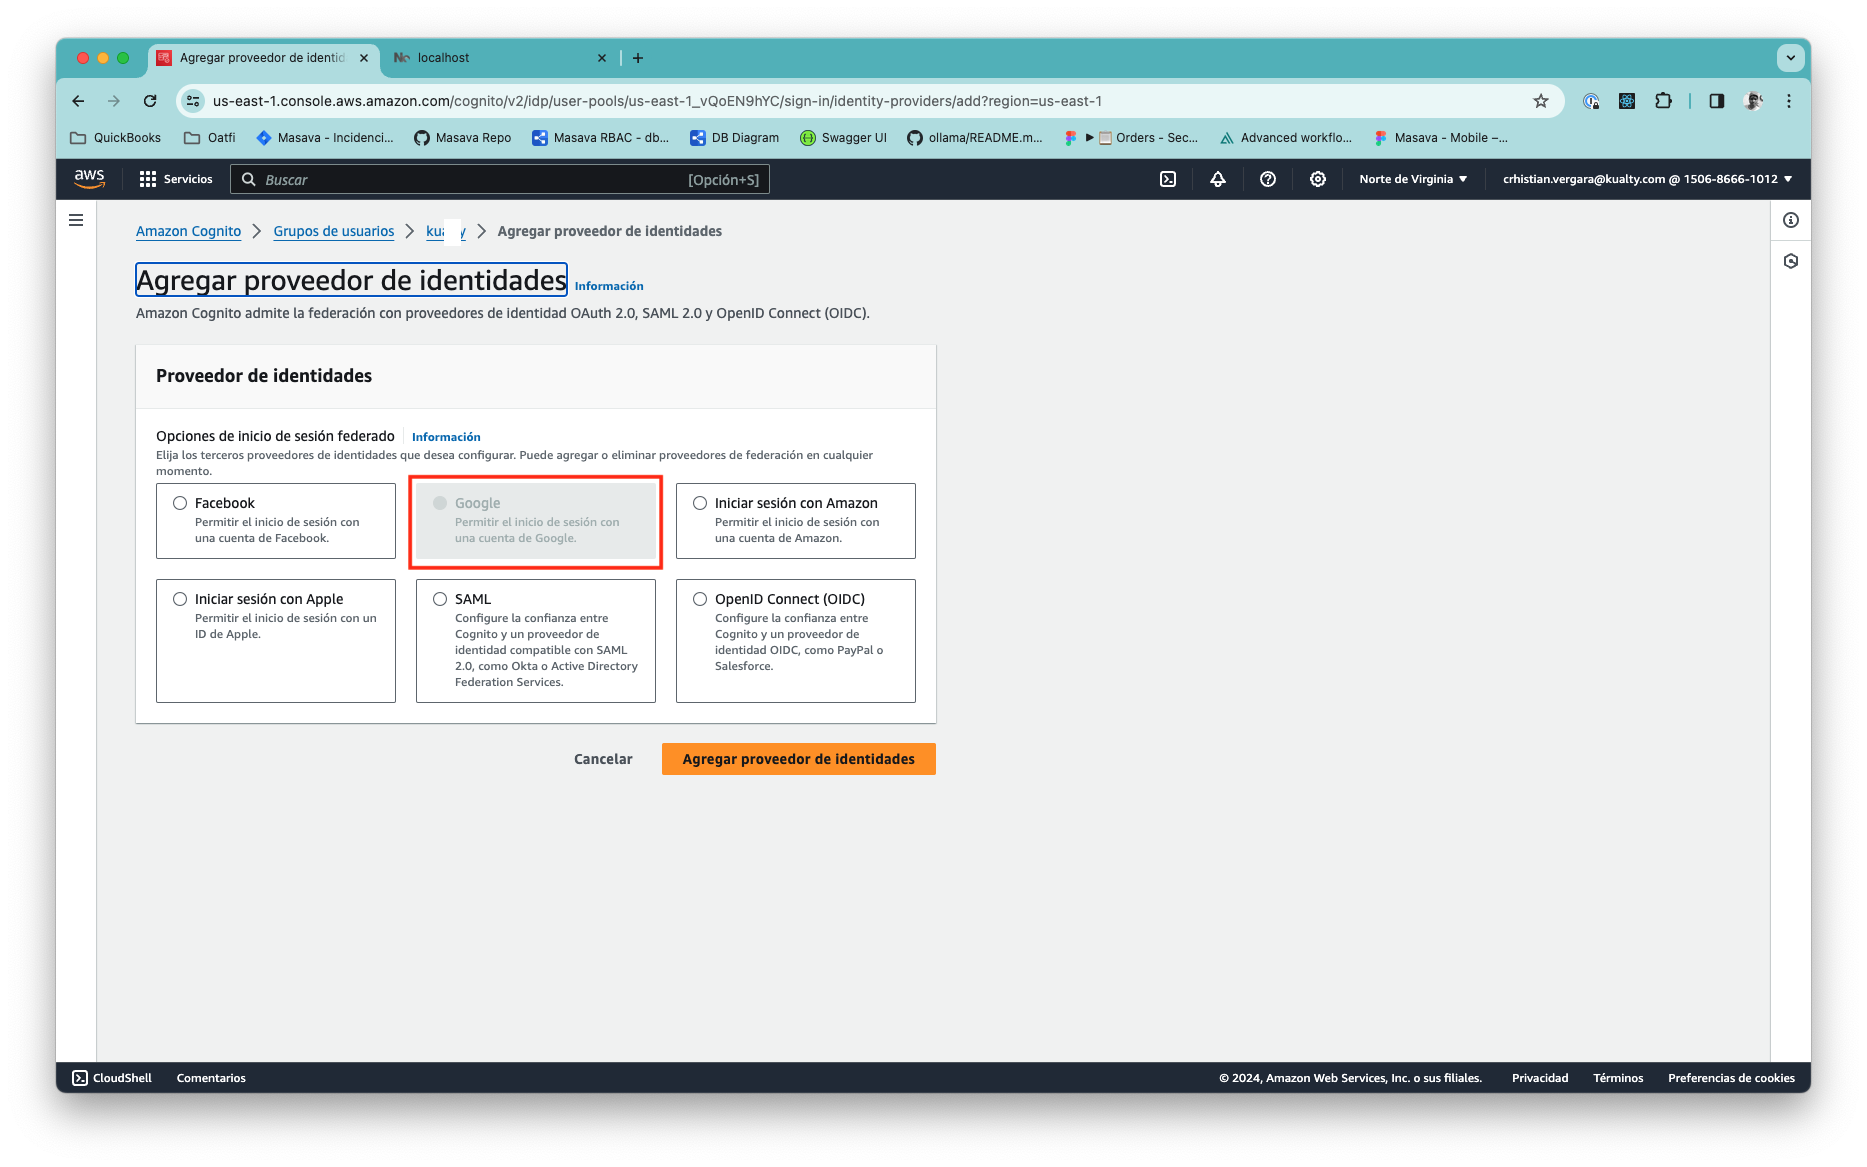 Agregar proveedor de identid
localhost
us-east-1.console.aws.amazon.com/cognito/v2/idp/user-pools/us-east-1_vQoEN9hYC/sign-in/identity-providers/add?region=us-east-1
QuickBooks
Oatfi
Masava - Incidenci...
Masava Repo
Masava RBAC - db...
DB Diagram
Swagger UI
ollama/README.m...
Orders - Sec...
Advanced workflo...
Masava - Mobile –...
aws
Servicios
Buscar
[Opción+S]
Norte de Virginia
crhistian.vergara@kualty.com @ 1506-8666-1012
Amazon Cognito
Grupos de usuarios
Agregar proveedor de identidades
Agregar proveedor de identidades
Información
Amazon Cognito admite la federación con proveedores de identidad OAuth 2.0, SAML 2.0 y OpenID Connect (OIDC).
Proveedor de identidades
Opciones de inicio de sesión federado
Información
Elija los terceros proveedores de identidades que desea configurar. Puede agregar o eliminar proveedores de federación en cualquier
momento.
Facebook
Permitir el inicio de sesión con
una cuenta de Facebook.
Google
Permitir el inicio de sesión con
una cuenta de Google.
Iniciar sesión con Amazon
Permitir el inicio de sesión con
una cuenta de Amazon.
Iniciar sesión con Apple
Permitir el inicio de sesión con un
ID de Apple.
SAML
Configure la confianza entre
Cognito y un proveedor de
identidad compatible con SAML
2.0, como Okta o Active Directory
Federation Services.
OpenID Connect (OIDC)
Configure la confianza entre
Cognito y un proveedor de
identidad OIDC, como PayPal o
Salesforce.
Cancelar
Agregar proveedor de identidades
CloudShell
Comentarios
© 2024, Amazon Web Services, Inc. o sus filiales.
Privacidad
Términos
Preferencias de cookies